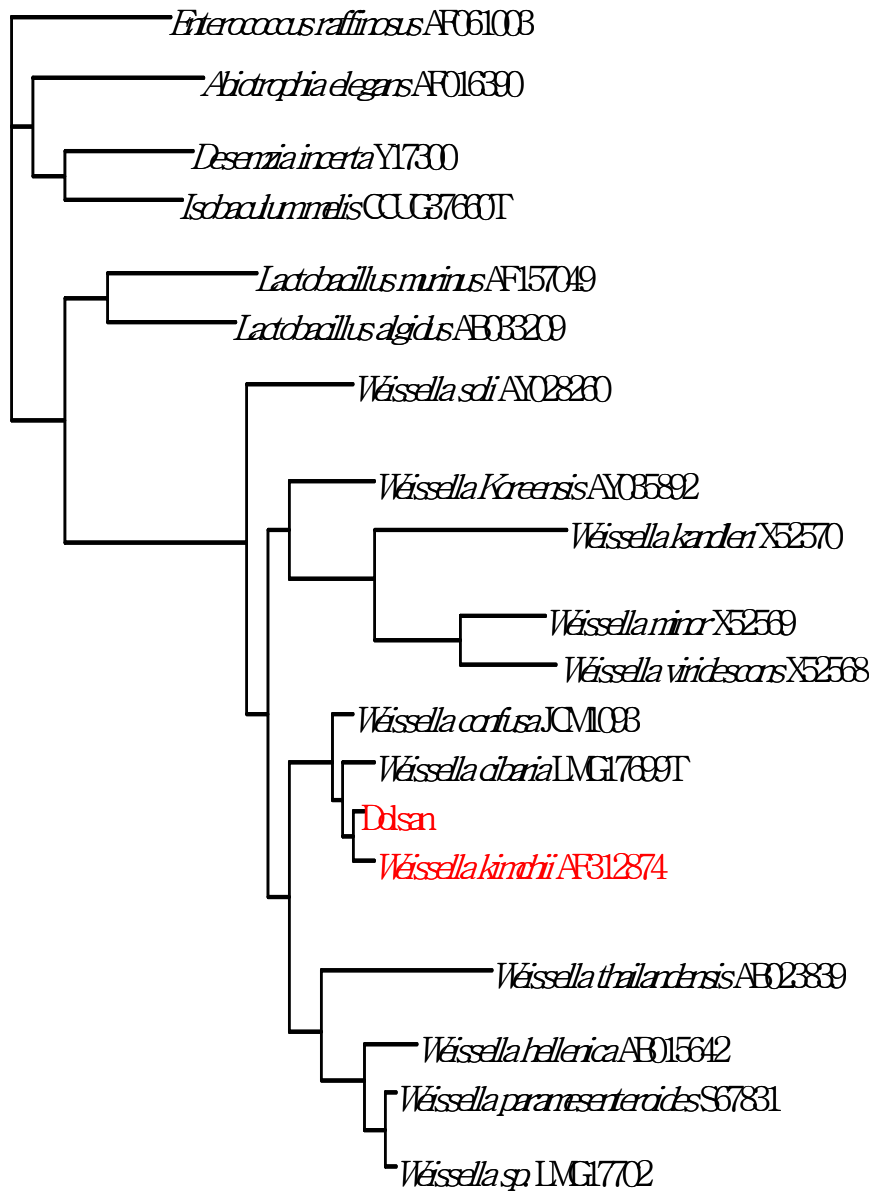 Enterococcus raffinosus AF061003
Abiotrophia elegans AF016390
Desemzia incerta Y17300
Isobaculum melis CCUG37660T
Lactobacillus murinus AF157049
Lactobacillus algidus AB033209
Weissella soli AY028260
Weissella Koreensis AY035892
Weissella kandleri X52570
Weissella minor X52569
Weissella viridescons X52568
Weissella confusa JCM1093
Weissella cibaria LMG17699T
Dolsan
Weissella kimchii AF312874
Weissella thailandensis AB023839
Weissella hellenica AB015642
Weissella paramesenteroides S67831
Weissella sp. LMG17702